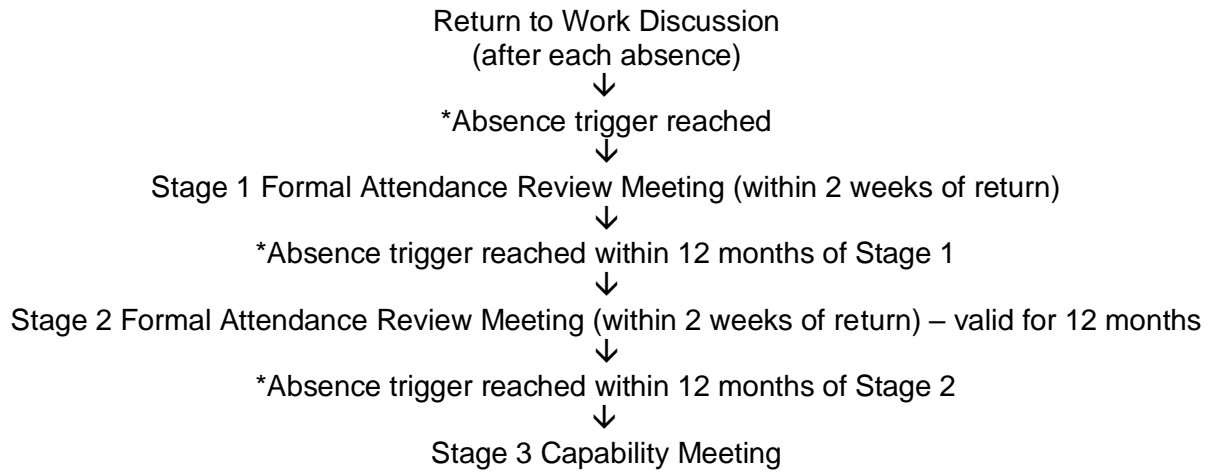 Return to Work Discussion
(after each absence)
↓
*Absence trigger reached
↓
Stage 1 Formal Attendance Review Meeting (within 2 weeks of return)
↓
*Absence trigger reached within 12 months of Stage 1
↓
Stage 2 Formal Attendance Review Meeting (within 2 weeks of return) – valid for 12 months
↓
*Absence trigger reached within 12 months of Stage 2
↓
Stage 3 Capability Meeting